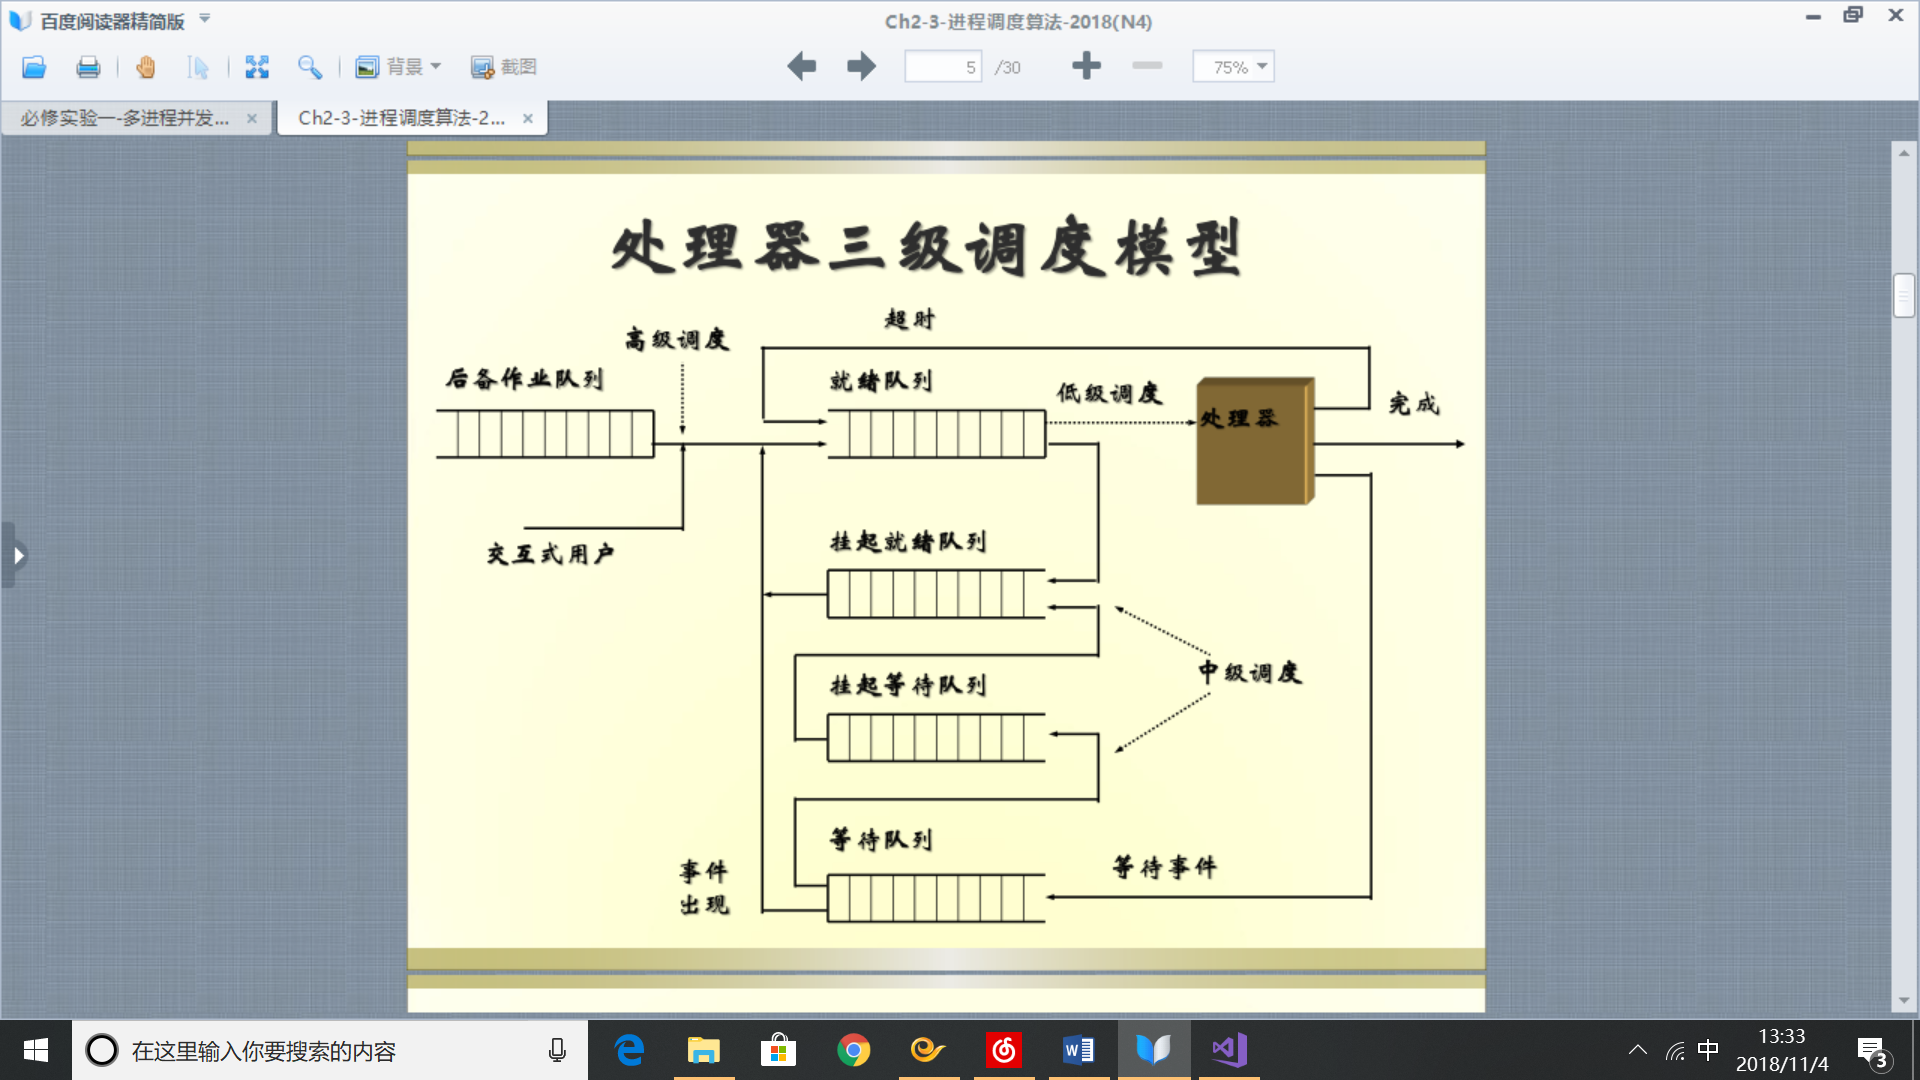 百度阅读器精简版
Ch2-3-进程调度算法-2018(N4)
背景
截图
5
/30
75%
必修实验一-多进程并发...
Ch2-3-进程调度算法-2...
处理器三级调度模型
超时
高级调度
后备作业队列
就绪队列
低级调度
处理器
完成
交互式用户
挂起就绪队列
中级调度
挂起等待队列
等待队列
事件
出现
等待事件
在这里输入你要搜索的内容
中
13:33
2018/11/4
3